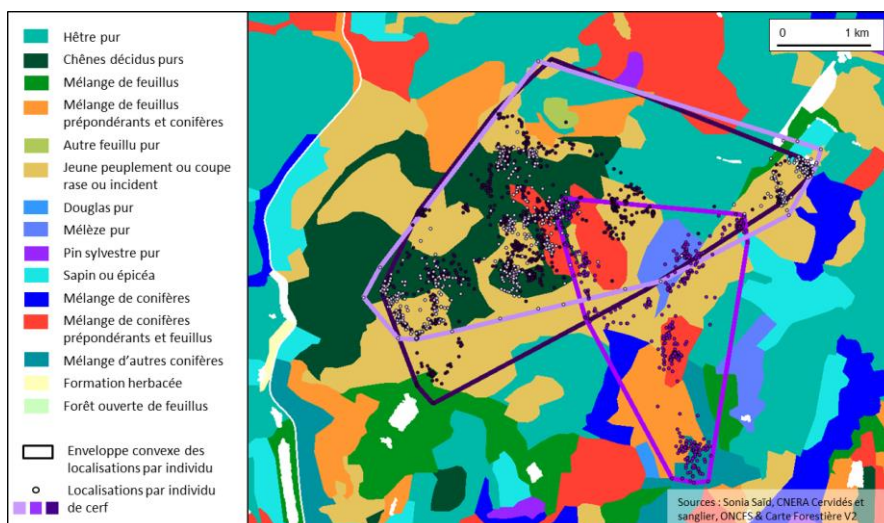 Hêtre pur
Chênes décidus purs
Mélange de feuillus
Mélange de feuillus
prépondérants et conifères
Autre feuillu pur
Jeune peuplement ou coupe
rase ou incident
Douglas pur
Mélèze pur
Pin sylvestre pur
Sapin ou épicéa
Mélange de conifères
Mélange de conifères
prépondérants et feuillus
Mélange d'autres conifères
Formation herbacée
Forêt ouverte de feuillus
Enveloppe convexe des
localisations par individu
Localisations par individu
de cerf
0 1 km
Sources : Sonia Saïd, CNERA Cervidés et
sanglier, ONCFS & Carte Forestière V2